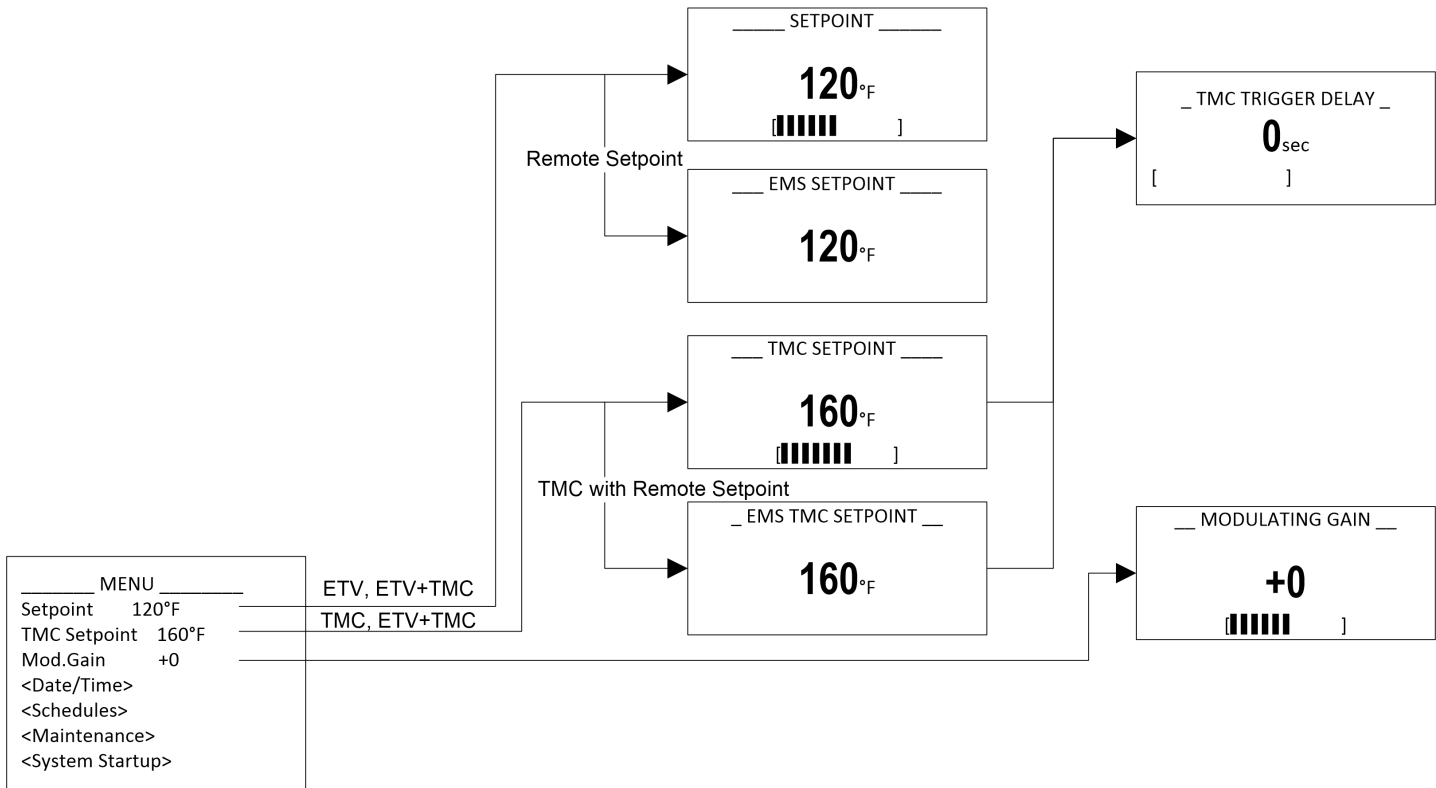 _____ SETPOINT ______
120°F
[▌▌▌▌▌▌ ]
Remote Setpoint
___ EMS SETPOINT ____
120°F
___ TMC SETPOINT ____
160°F
[▌▌▌▌▌▌▌ ]
TMC with Remote Setpoint
_ EMS TMC SETPOINT __
160°F
_ TMC TRIGGER DELAY _
0sec
[ ]
__ MODULATING GAIN __
+0
[▌▌▌▌▌▌ ]
_______ MENU ________
Setpoint 120°F
TMC Setpoint 160°F
Mod.Gain +0
<Date/Time>
<Schedules>
<Maintenance>
<System Startup>
ETV, ETV+TMC
TMC, ETV+TMC